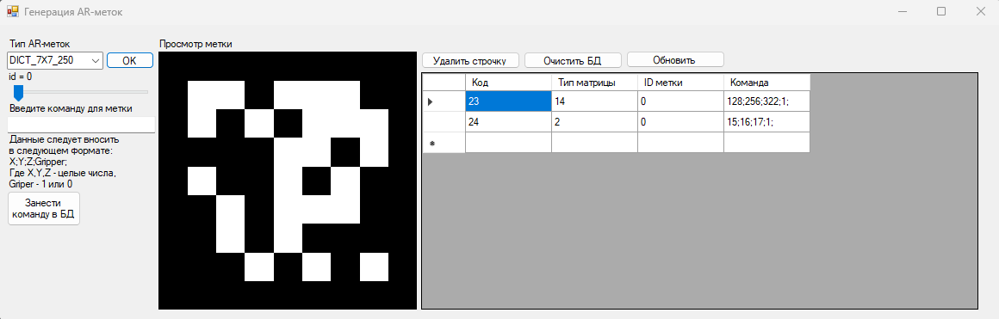 Генерация AR-меток
Тип AR-меток
DICT_7X7_250
OK
id = 0
Введите команду для метки
Данные следует вносить
в следующем формате:
X;Y;Z;Gripper;
Где X,Y,Z - целые числа,
Griper - 1 или 0
Занести
команду в БД
Просмотр метки
Удалить строчку
Очистить БД
Обновить
Код Тип матрицы ID метки Команда
23 14 0 128;256;322;1;
24 2 0 15;16;17;1;